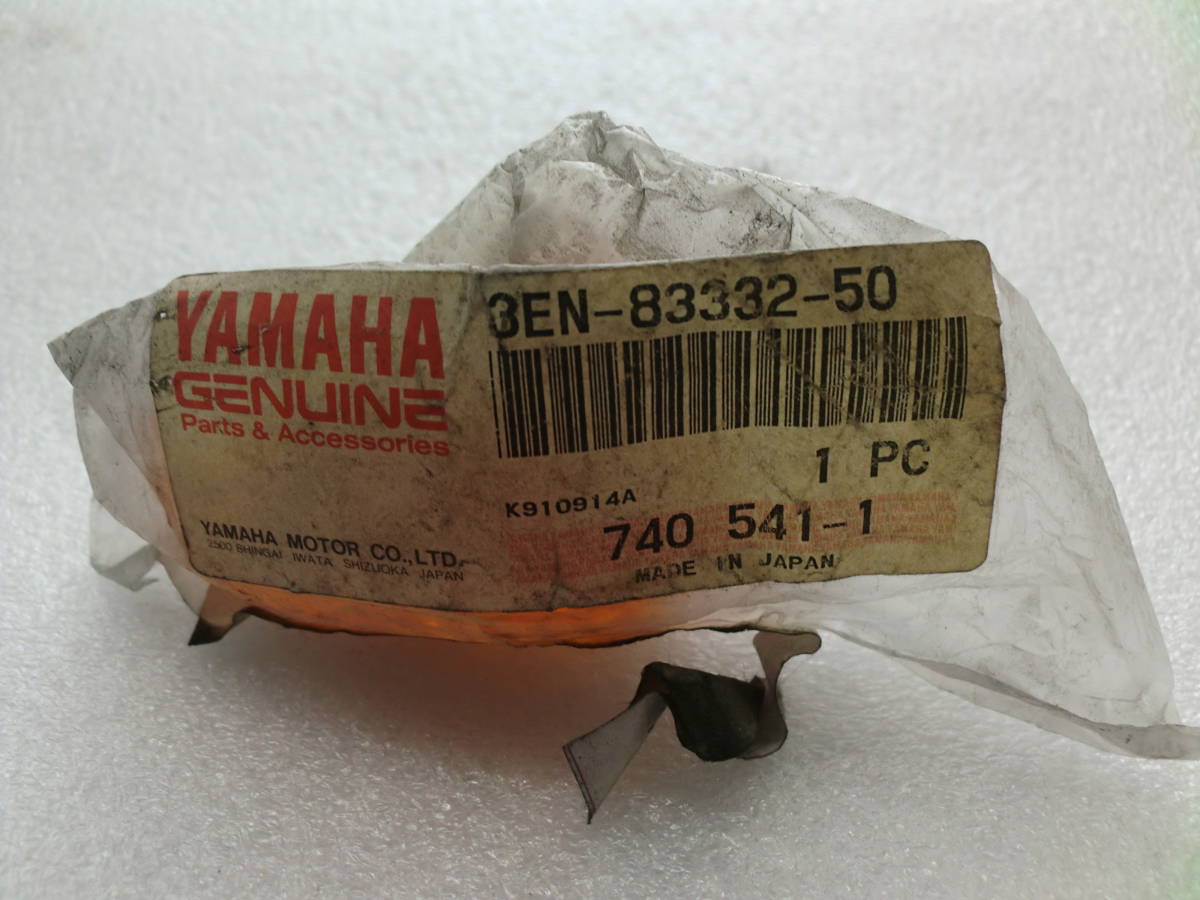 YAMAHA
GENUINE
Parts & Accessories
YAMAHA MOTOR CO.,LTD.
2500 SHINGAI IWATA SHIZUOKA JAPAN
3EN-83332-50
1 PC
K910914A
740 541-1
MADE IN JAPAN